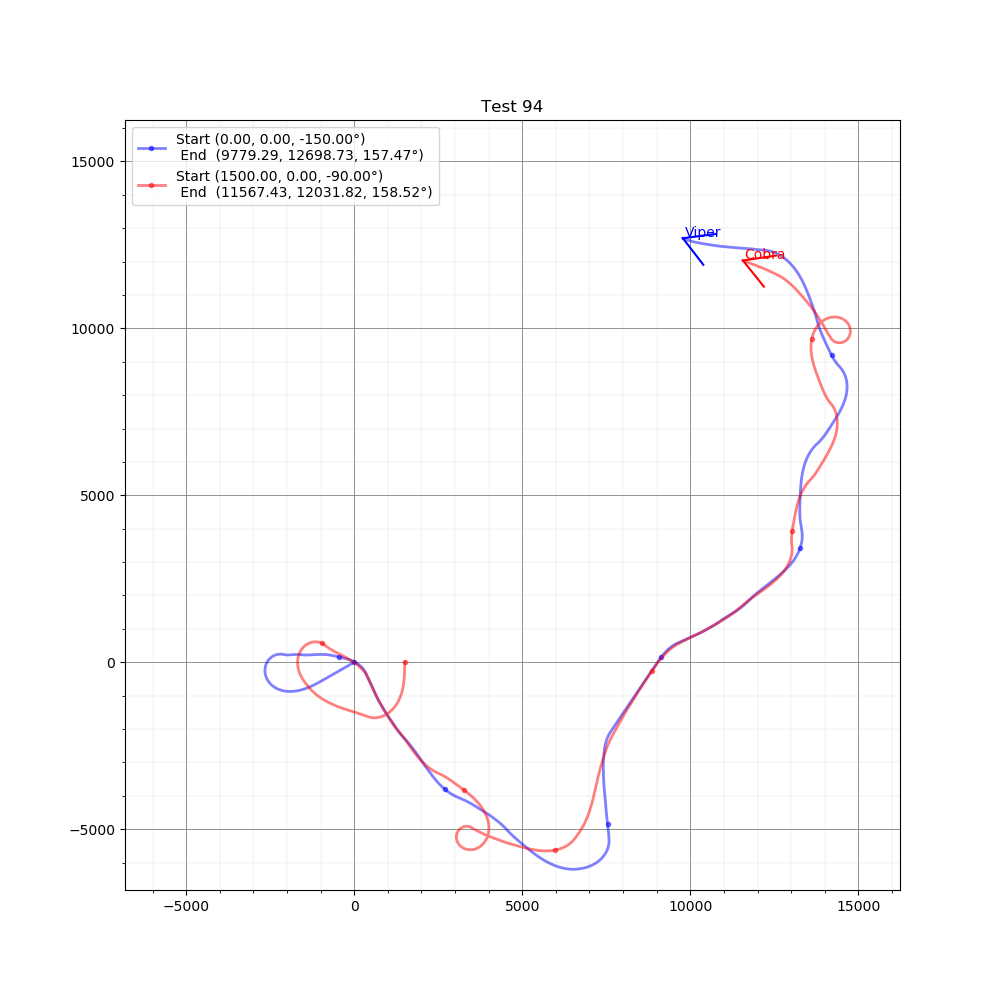 Test 94
Start (0.00, 0.00, -150.00°)
End (9779.29, 12698.73, 157.47°)
Start (1500.00, 0.00, -90.00°)
End (11567.43, 12031.82, 158.52°)
15000
10000
5000
0
−5000
Viper
Cobra
−5000
0
5000
10000
15000